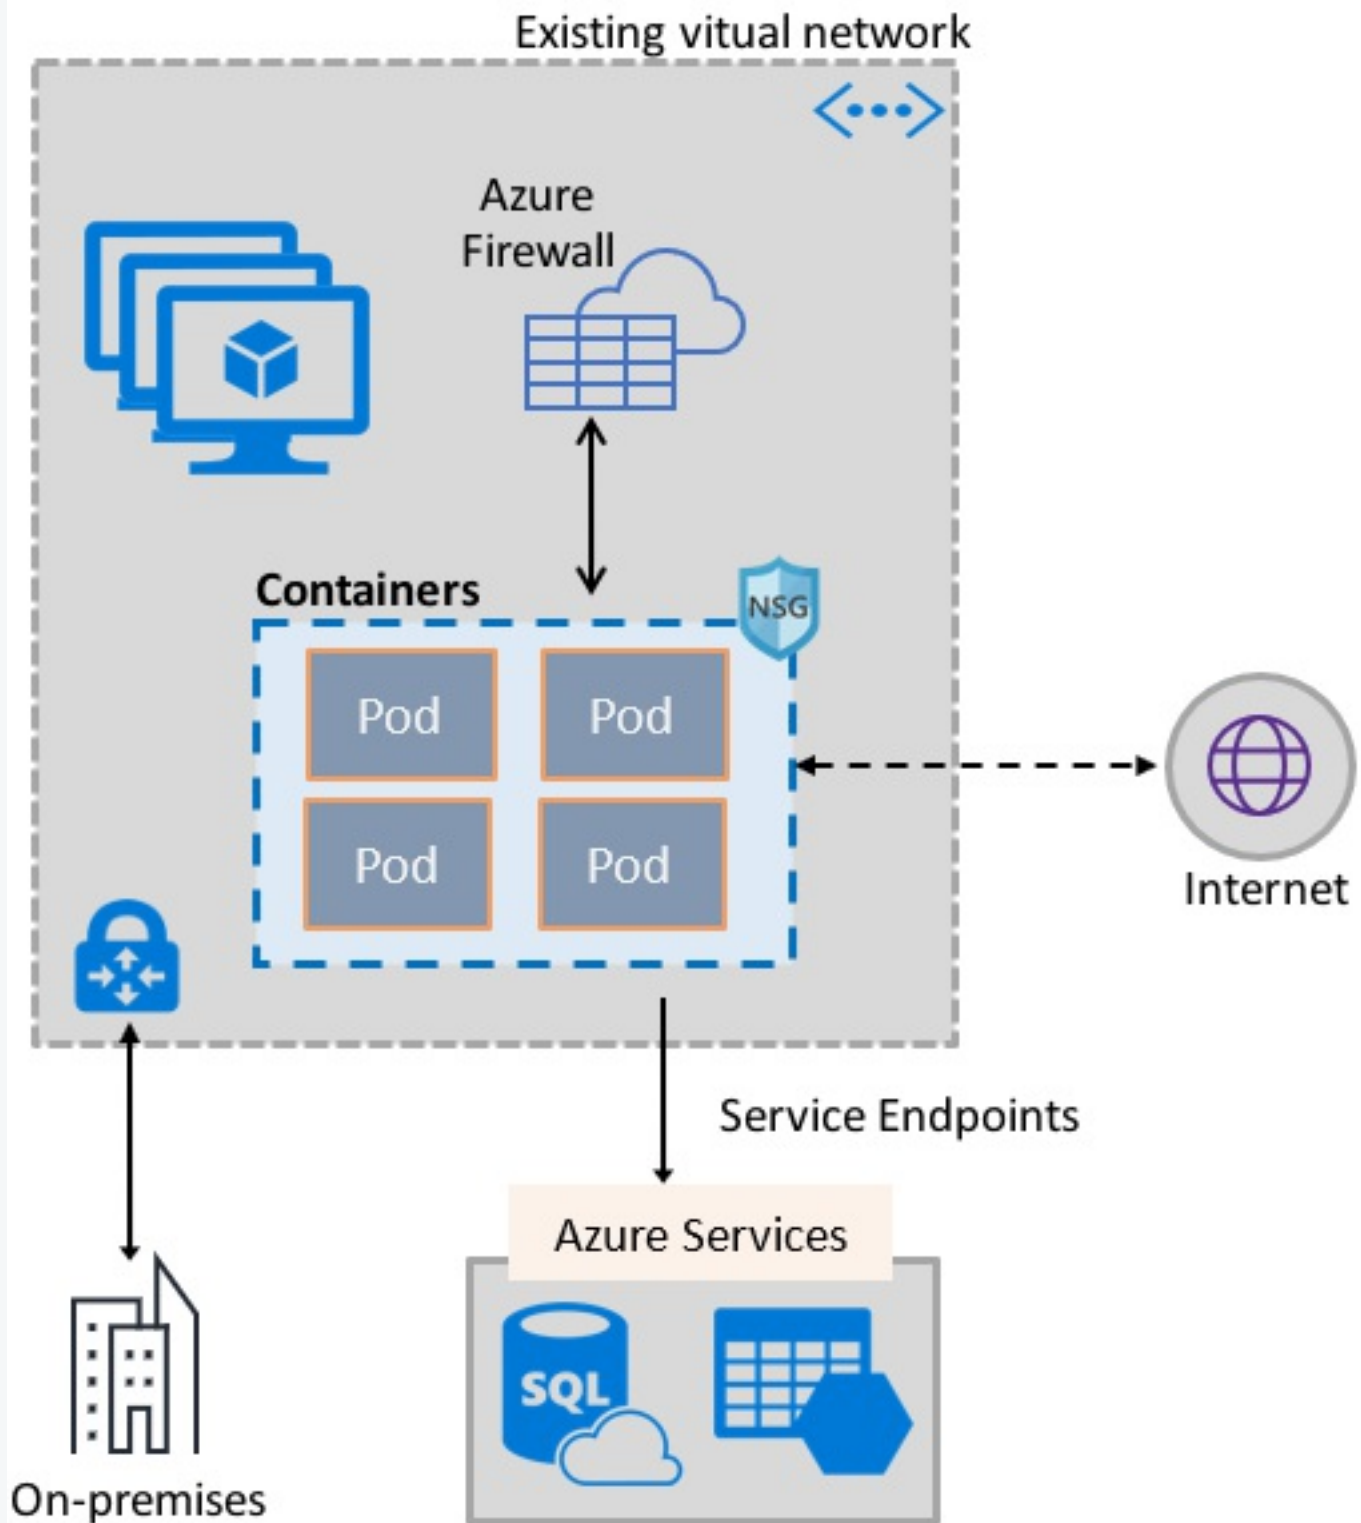 Existing vitual network
Azure
Firewall
Containers
NSG
Pod
Pod
Pod
Pod
Internet
Service Endpoints
Azure Services
SQL
On-premises